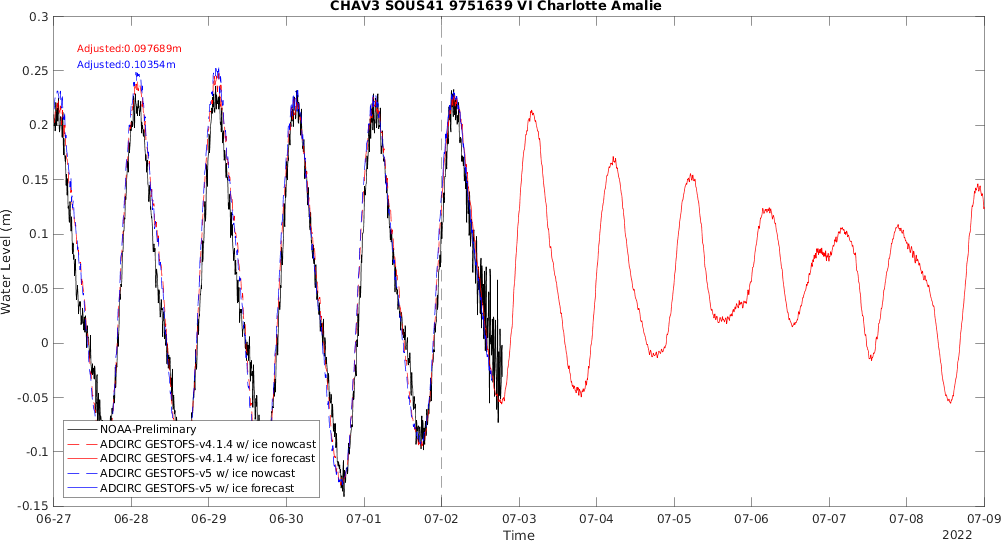 CHAV3 SOUS41 9751639 VI Charlotte Amalie
0.3
0.25
0.2
0.15
0.1
0.05
0
-0.05
-0.1
-0.15
Water Level (m)
Adjusted:0.097689m
Adjusted:0.10354m
NOAA-Preliminary
ADCIRC GESTOFS-v4.1.4 w/ ice nowcast
ADCIRC GESTOFS-v4.1.4 w/ ice forecast
ADCIRC GESTOFS-v5 w/ ice nowcast
ADCIRC GESTOFS-v5 w/ ice forecast
06-27 06-28 06-29 06-30 07-01 07-02 07-03 07-04 07-05 07-06 07-07 07-08 07-09
Time
2022